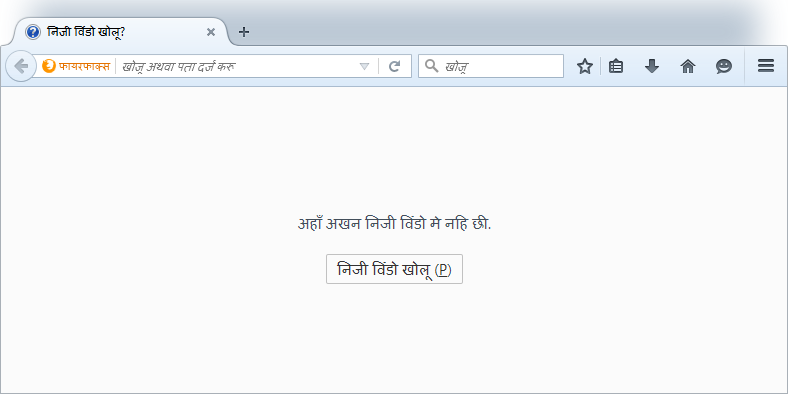 निजी विंडो खोलू?
फायरफाक्स
खोजू अथवा पता दर्ज करू
खोजू
अहाँ अखन निजी विंडो मे नहि छी.
निजी विंडो खोलू (P)